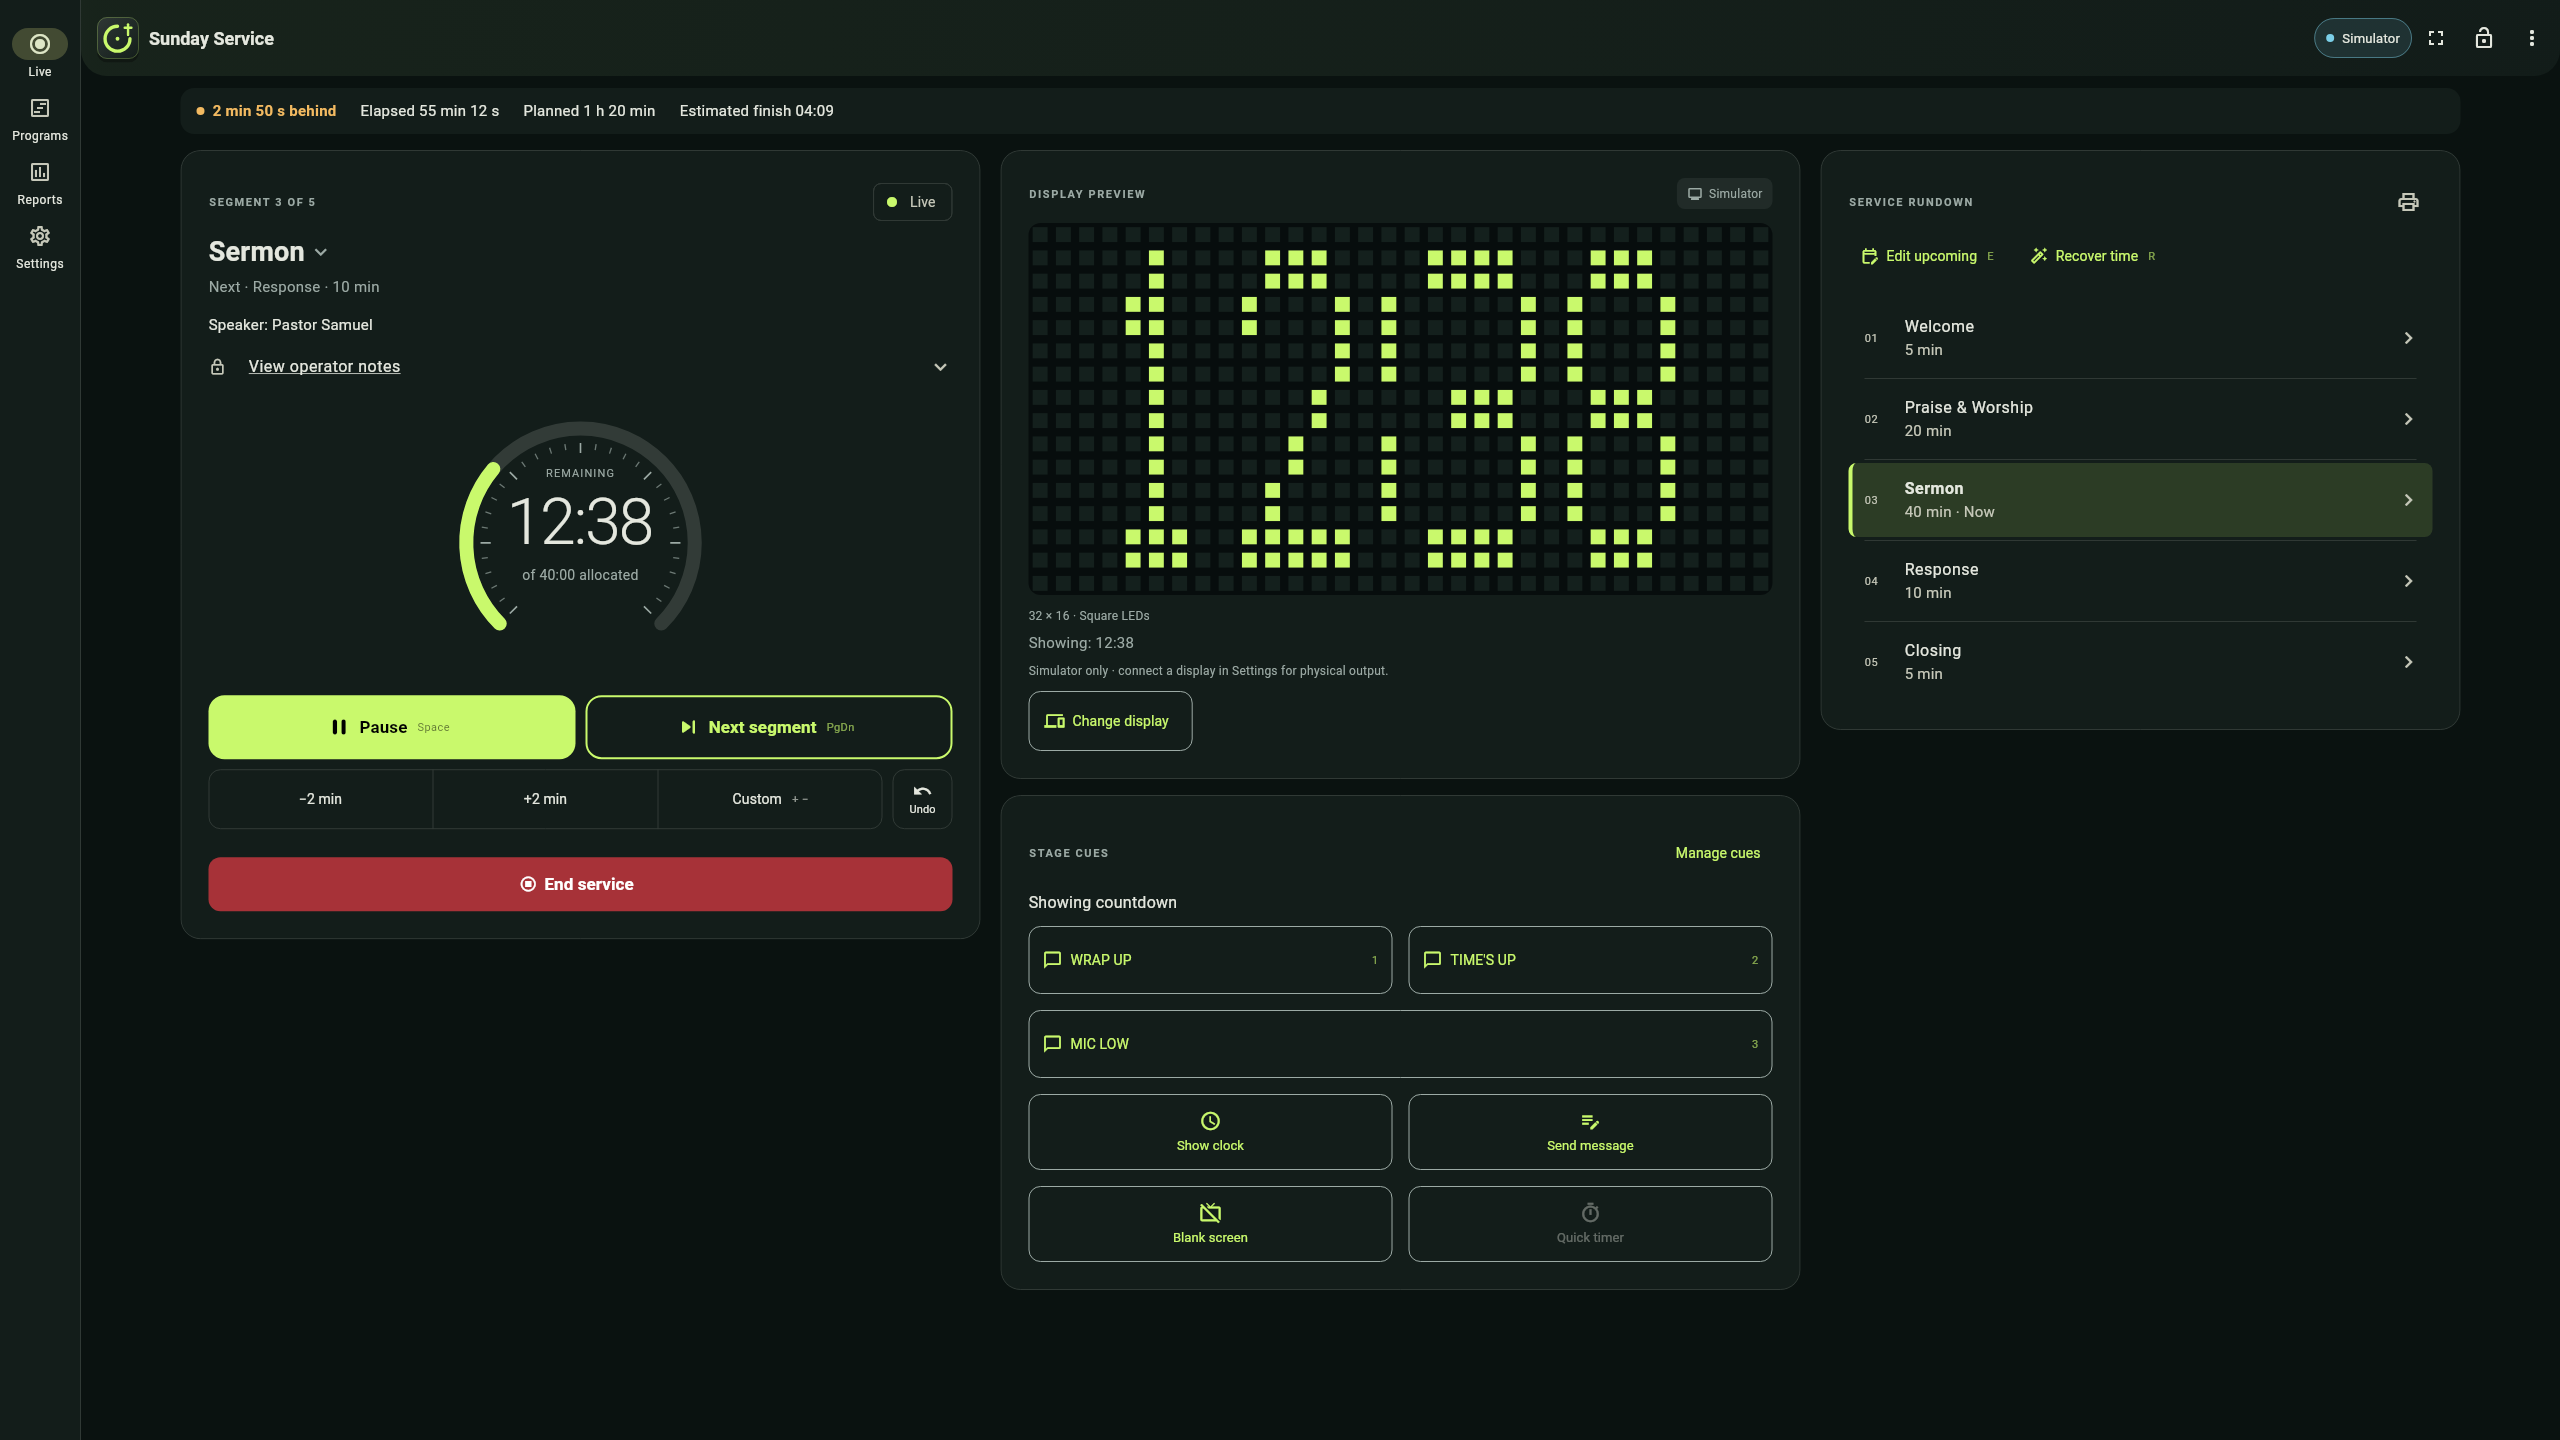 Live
Programs
Reports
Settings
Sunday Service
Simulator
2 min 50 s behind
Elapsed 55 min 12 s
Planned 1 h 20 min
Estimated finish 04:09
SEGMENT 3 OF 5
Live
Sermon
Next · Response · 10 min
Speaker: Pastor Samuel
View operator notes
REMAINING
12:38
of 40:00 allocated
Pause Space
Next segment PgDn
−2 min
+2 min
Custom + −
Undo
End service
DISPLAY PREVIEW
Simulator
12:38
32 × 16 · Square LEDs
Showing: 12:38
Simulator only · connect a display in Settings for physical output.
Change display
STAGE CUES
Manage cues
Showing countdown
WRAP UP 1
TIME'S UP 2
MIC LOW 3
Show clock
Send message
Blank screen
Quick timer
SERVICE RUNDOWN
Edit upcoming E
Recover time R
01
Welcome
5 min
02
Praise & Worship
20 min
03
Sermon
40 min · Now
04
Response
10 min
05
Closing
5 min